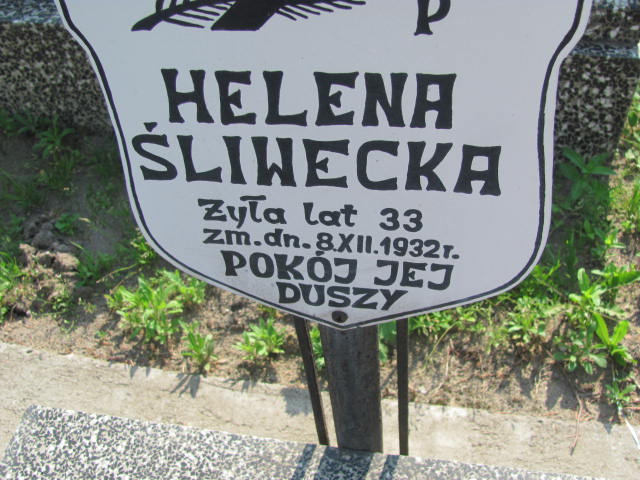 P
HELENA
ŚLIWECKA
Żyła lat 33
zm. dn. 8.XII.1932 r.
POKÓJ JEJ
DUSZY